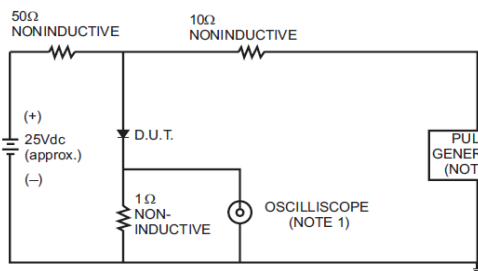 50Ω
NONINDUCTIVE
10Ω
NONINDUCTIVE
(+)
25Vdc
(approx.)
(–)
D.U.T.
1Ω
NON-
INDUCTIVE
OSCILLISCOPE
(NOTE 1)
PUL
GENER
(NOT